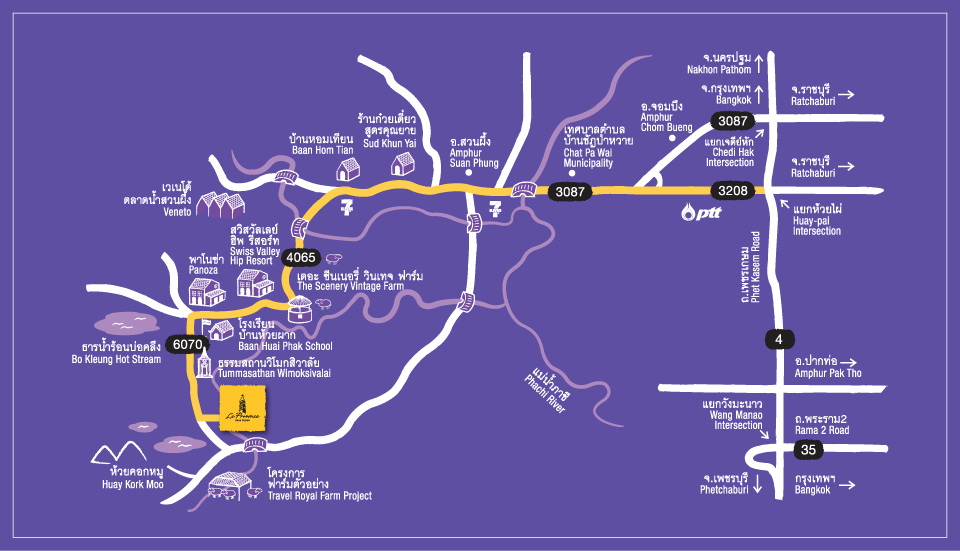 จ.นครปฐม
Nakhon Pathom
จ.กรุงเทพฯ
Bangkok
จ.ราชบุรี
Ratchaburi
3087
แยกเจดีย์หัก
Chedi Hak
Intersection
อ.จอมบึง
Amphur
Chom Bueng
เทศบาลตำบล
บ้านชัฎป่าหวาย
Chat Pa Wai
Municipality
ร้านก๋วยเตี๋ยว
สูตรคุณยาย
Sud Khun Yai
บ้านหอมเทียน
Baan Hom Tian
อ.สวนผึ้ง
Amphur
Suan Phung
จ.ราชบุรี
Ratchaburi
3087
3208
ptt
7
7
เวเนโต้
ตลาดน้ำสวนผึ้ง
Veneto
แยกห้วยไผ่
Huay-pai
Intersection
สวิสวัลเลย์
ฮิพ รีสอร์ท
Swiss Valley
Hip Resort
4065
ถ.เพชรเกษม
Phet Kasem Road
พาโนซ่า
Panoza
เดอะ ซีนเนอรี่ วินเทจ ฟาร์ม
The Scenery Vintage Farm
โรงเรียน
บ้านห้วยผาก
Baan Huai Phak School
ธารน้ำร้อนบ่อคลึง
Bo Kleung Hot Stream
6070
ธรรมสถานวิโมกสิวาลัย
Tummasathan Wimoksivalai
4
อ.ปากท่อ
Amphur Pak Tho
แม่น้ำภาชี
Phachi River
La Provence
แยกวังมะนาว
Wang Manao
Intersection
ถ.พระราม2
Rama 2 Road
35
ห้วยคอกหมู
Huay Kork Moo
โครงการ
ฟาร์มตัวอย่าง
Travel Royal Farm Project
จ.เพชรบุรี
Phetchaburi
กรุงเทพฯ
Bangkok